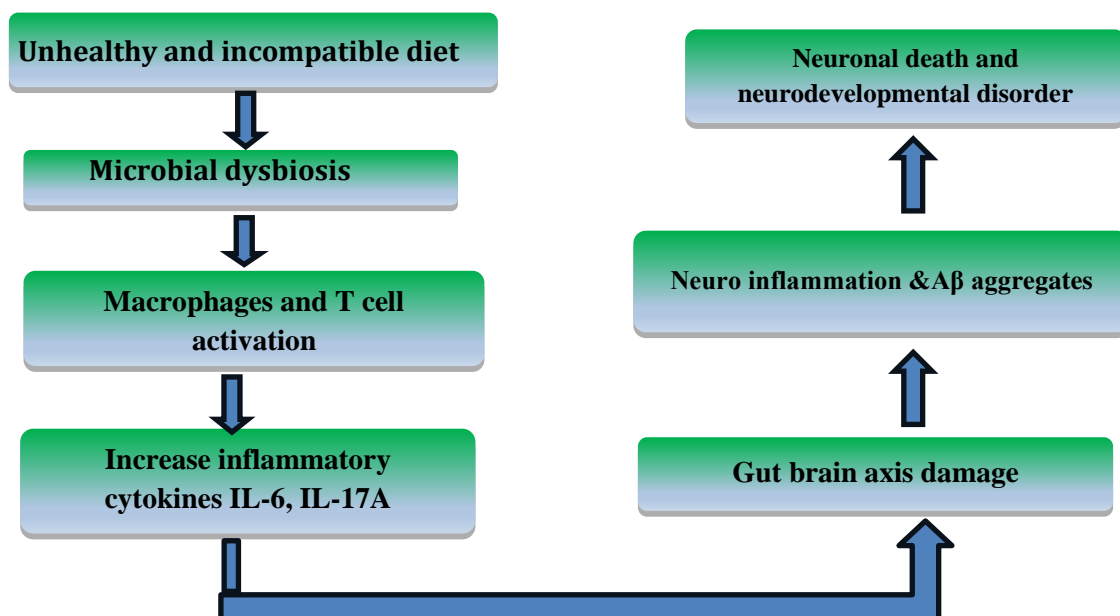 Unhealthy and incompatible diet
Microbial dysbiosis
Macrophages and T cell
activation
Increase inflammatory
cytokines IL-6, IL-17A
Gut brain axis damage
Neuro inflammation &Aβ aggregates
Neuronal death and
neurodevelopmental disorder